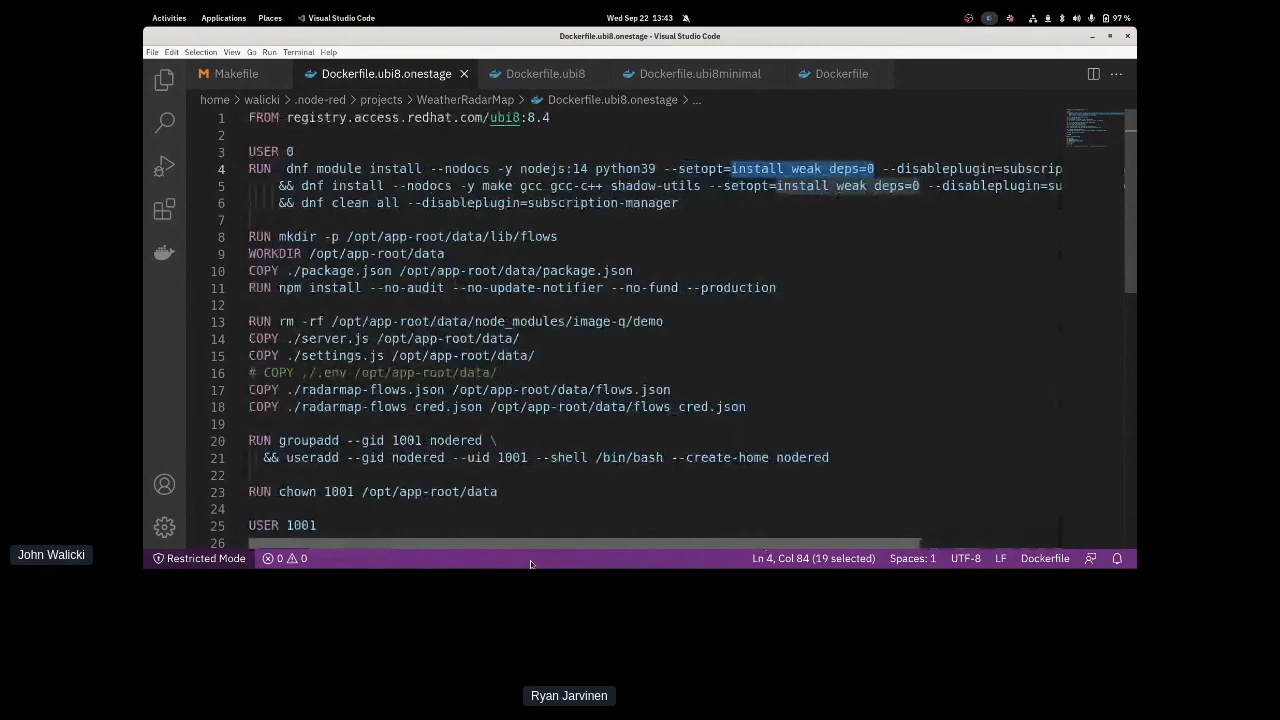 Activities Applications Places Visual Studio Code Wed Sep 22 13:43 97 %
Dockerfile.ubi8.onestage - Visual Studio Code
File Edit Selection View Go Run Terminal Help
Makefile Dockerfile.ubi8.onestage Dockerfile.ubi8 Dockerfile.ubi8minimal Dockerfile
home > walicki > .node-red > projects > WeatherRadarMap > Dockerfile.ubi8.onestage > ...
1 FROM registry.access.redhat.com/ubi8:8.4
2
3 USER 0
4 RUN  dnf module install --nodocs -y nodejs:14 python39 --setopt=install_weak_deps=0 --disableplugin=subscrip
5 && dnf install --nodocs -y make gcc gcc-c++ shadow-utils --setopt=install_weak_deps=0 --disableplugin=su
6 && dnf clean all --disableplugin=subscription-manager
7
8 RUN mkdir -p /opt/app-root/data/lib/flows
9 WORKDIR /opt/app-root/data
10 COPY ./package.json /opt/app-root/data/package.json
11 RUN npm install --no-audit --no-update-notifier --no-fund --production
12
13 RUN rm -rf /opt/app-root/data/node_modules/image-q/demo
14 COPY ./server.js /opt/app-root/data/
15 COPY ./settings.js /opt/app-root/data/
16 # COPY ./.env /opt/app-root/data/
17 COPY ./radarmap-flows.json /opt/app-root/data/flows.json
18 COPY ./radarmap-flows_cred.json /opt/app-root/data/flows_cred.json
19
20 RUN groupadd --gid 1001 nodered \
21 && useradd --gid nodered --uid 1001 --shell /bin/bash --create-home nodered
22
23 RUN chown 1001 /opt/app-root/data
24
25 USER 1001
26
John Walicki
Restricted Mode 0 0 Ln 4, Col 84 (19 selected) Spaces: 1 UTF-8 LF Dockerfile
Ryan Jarvinen